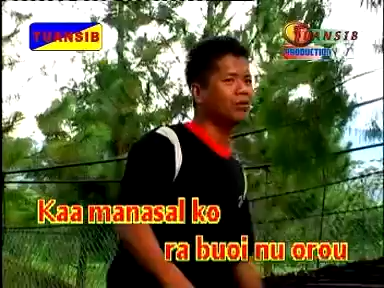 TUANSIB
TUANSIB
PRODUCTION
Kaa manasal ko
ra buoi nu orou